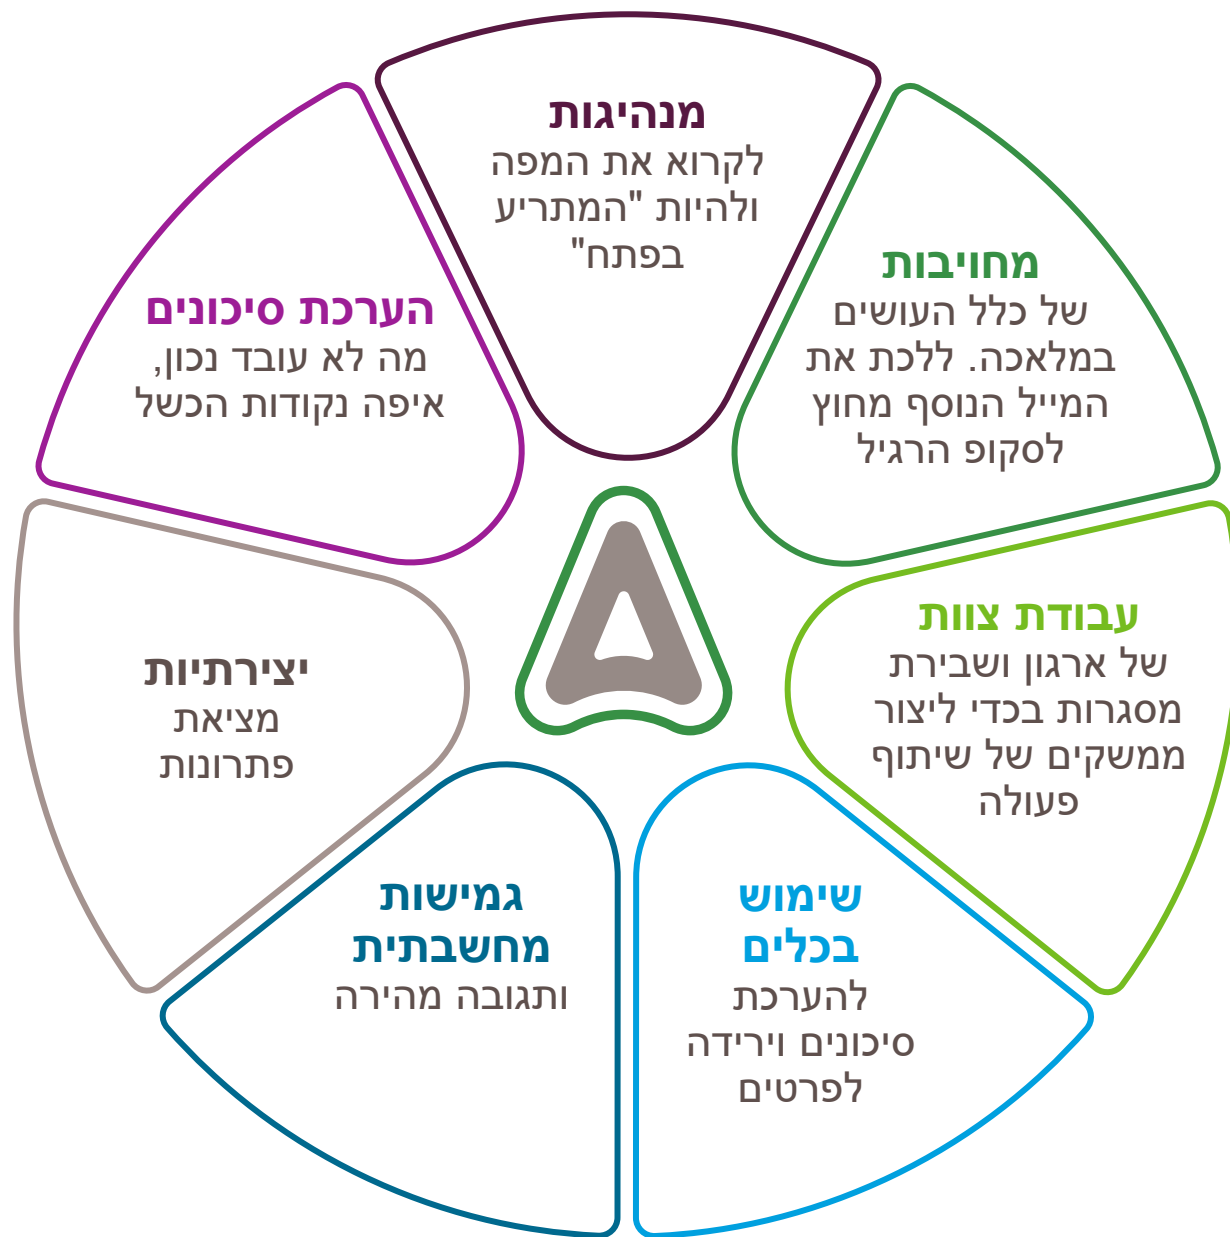 מנהיגות
לקרוא את המפה
ולהיות "המתריע
בפתח"
מחויבות
של כלל העושים
במלאכה. ללכת את
המייל הנוסף מחוץ
לסקופ הרגיל
עבודת צוות
של ארגון ושבירת
מסגרות בכדי ליצור
ממשקים של שיתוף
פעולה
שימוש
בכלים
להערכת
סיכונים וירידה
לפרטים
גמישות
מחשבתית
ותגובה מהירה
יצירתיות
מציאת
פתרונות
הערכת סיכונים
מה לא עובד נכון,
איפה נקודות הכשל